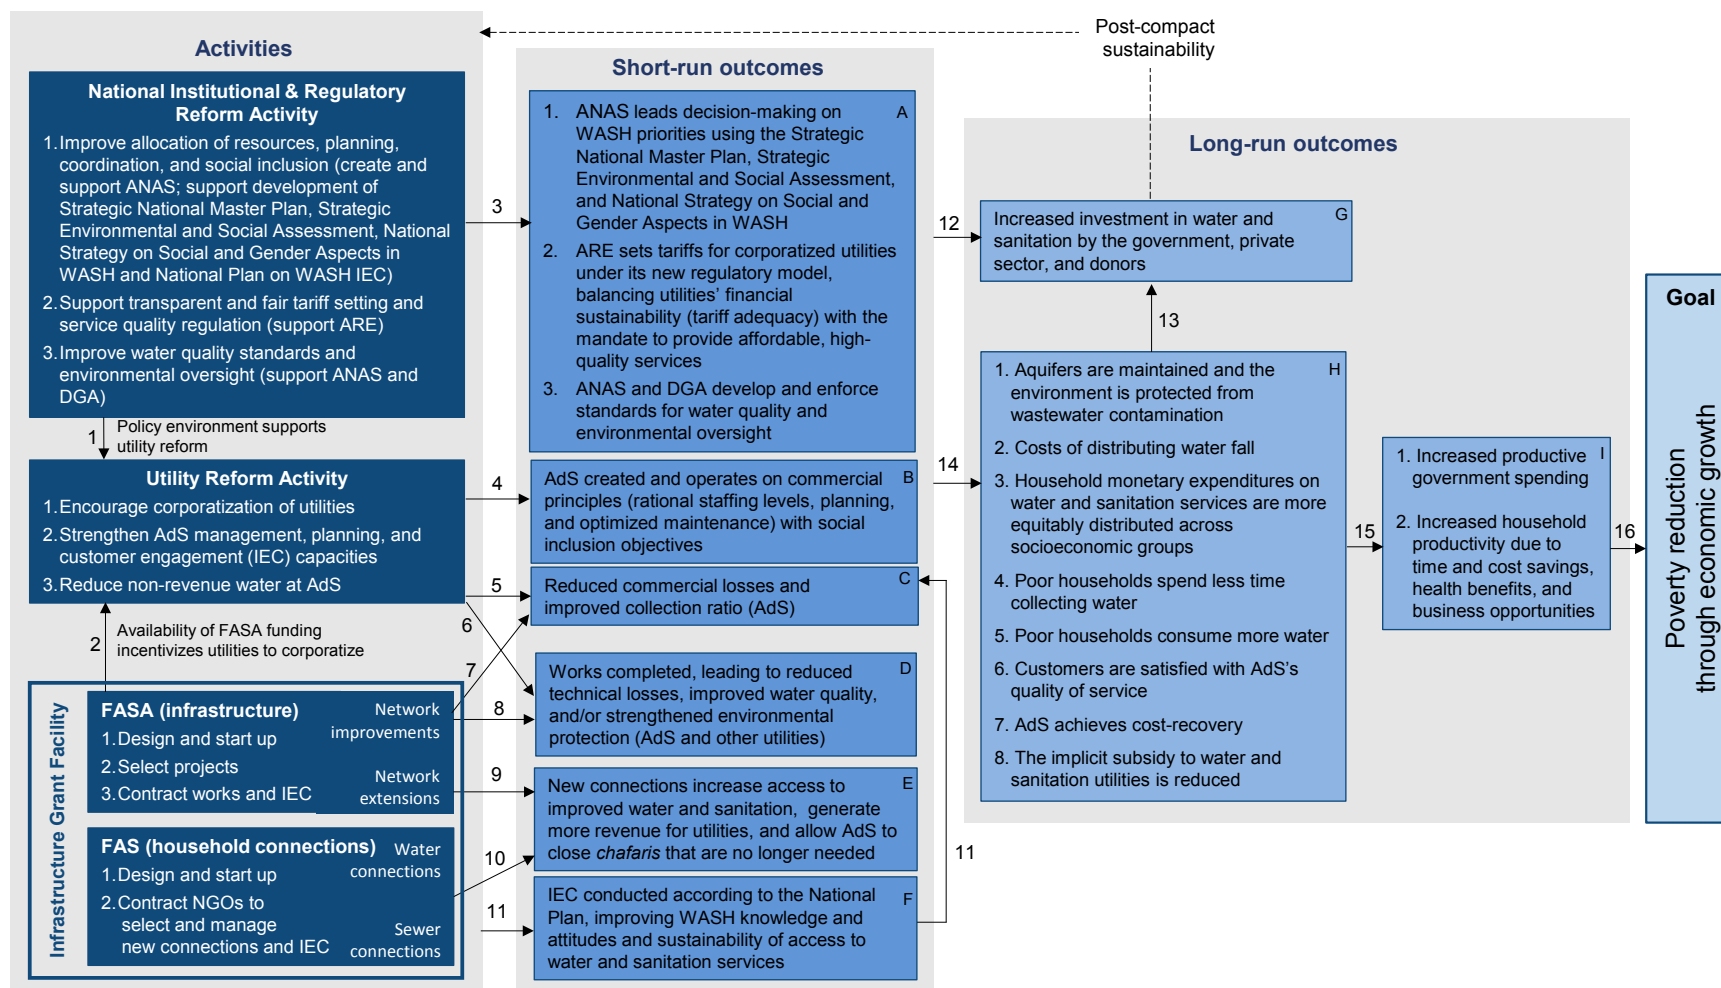 Post-compact
sustainability
Activities
National Institutional & Regulatory
Reform Activity
1.Improve allocation of resources, planning,
coordination, and social inclusion (create and
support ANAS; support development of
Strategic National Master Plan, Strategic
Environmental and Social Assessment, National
Strategy on Social and Gender Aspects in
WASH and National Plan on WASH IEC)
2.Support transparent and fair tariff setting and
service quality regulation (support ARE)
3.Improve water quality standards and
environmental oversight (support ANAS and
DGA)
1
Policy environment supports
utility reform
Utility Reform Activity
1.Encourage corporatization of utilities
2.Strengthen AdS management, planning, and
customer engagement (IEC) capacities
3.Reduce non-revenue water at AdS
2
Availability of FASA funding
incentivizes utilities to corporatize
Infrastructure Grant Facility
FASA (infrastructure)
1.Design and start up
2.Select projects
3.Contract works and IEC
Network
improvements
Network
extensions
FAS (household connections)
1.Design and start up
2.Contract NGOs to
select and manage
new connections and IEC
Water
connections
Sewer
connections
3
4
5
6
7
8
9
10
11
Short-run outcomes
A
1. ANAS leads decision-making on
WASH priorities using the Strategic
National Master Plan, Strategic
Environmental and Social Assessment,
and National Strategy on Social and
Gender Aspects in WASH
2. ARE sets tariffs for corporatized utilities
under its new regulatory model,
balancing utilities’ financial
sustainability (tariff adequacy) with the
mandate to provide affordable, high-
quality services
3. ANAS and DGA develop and enforce
standards for water quality and
environmental oversight
B
AdS created and operates on commercial
principles (rational staffing levels, planning,
and optimized maintenance) with social
inclusion objectives
C
Reduced commercial losses and
improved collection ratio (AdS)
D
Works completed, leading to reduced
technical losses, improved water quality,
and/or strengthened environmental
protection (AdS and other utilities)
E
New connections increase access to
improved water and sanitation, generate
more revenue for utilities, and allow AdS to
close chafaris that are no longer needed
F
IEC conducted according to the National
Plan, improving WASH knowledge and
attitudes and sustainability of access to
water and sanitation services
11
12
14
Long-run outcomes
G
Increased investment in water and
sanitation by the government, private
sector, and donors
13
H
1. Aquifers are maintained and the
environment is protected from
wastewater contamination
2. Costs of distributing water fall
3. Household monetary expenditures on
water and sanitation services are more
equitably distributed across
socioeconomic groups
4. Poor households spend less time
collecting water
5. Poor households consume more water
6. Customers are satisfied with AdS’s
quality of service
7. AdS achieves cost-recovery
8. The implicit subsidy to water and
sanitation utilities is reduced
15
I
1. Increased productive
government spending
2. Increased household
productivity due to
time and cost savings,
health benefits, and
business opportunities
16
Goal
Poverty reduction
through economic growth